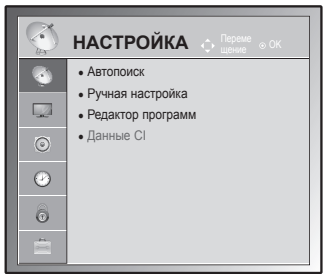 НАСТРОЙКА
Переме
щение
OK
• Автопоиск
• Ручная настройка
• Редактор программ
• Данные CI